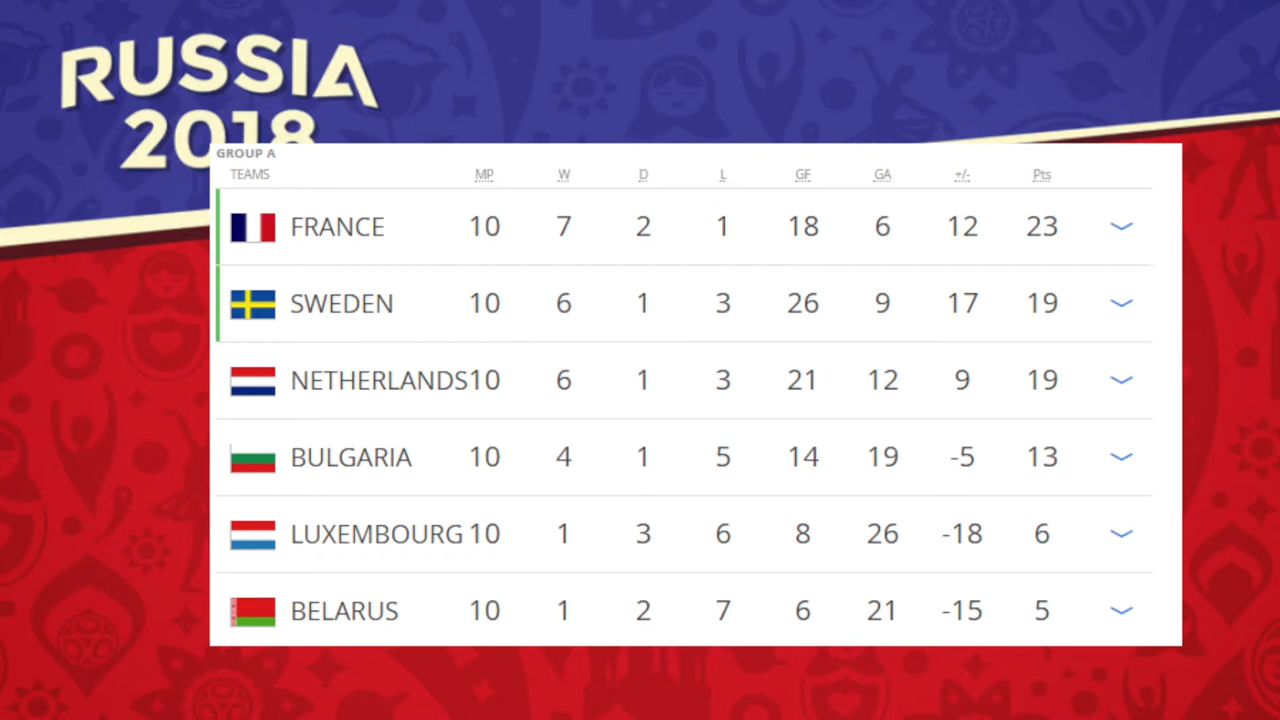 RUSSIA
2018
GROUP A
TEAMS MP W D L GF GA +/- Pts
FRANCE 10 7 2 1 18 6 12 23
SWEDEN 10 6 1 3 26 9 17 19
NETHERLANDS 10 6 1 3 21 12 9 19
BULGARIA 10 4 1 5 14 19 -5 13
LUXEMBOURG 10 1 3 6 8 26 -18 6
BELARUS 10 1 2 7 6 21 -15 5